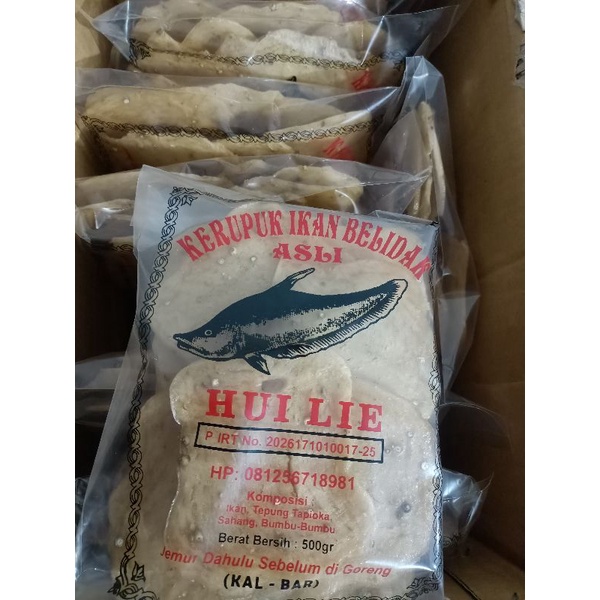 KERUPUK IKAN BELIDAK
ASLI
HUI LIE
P IRT No. 2026171010017-25
HP: 081256718981
Komposisi :
Ikan, Tepung Tapioka,
Sahang, Bumbu-Bumbu
Berat Bersih : 500gr
Jemur Dahulu Sebelum di Goreng
(KAL - BAR)